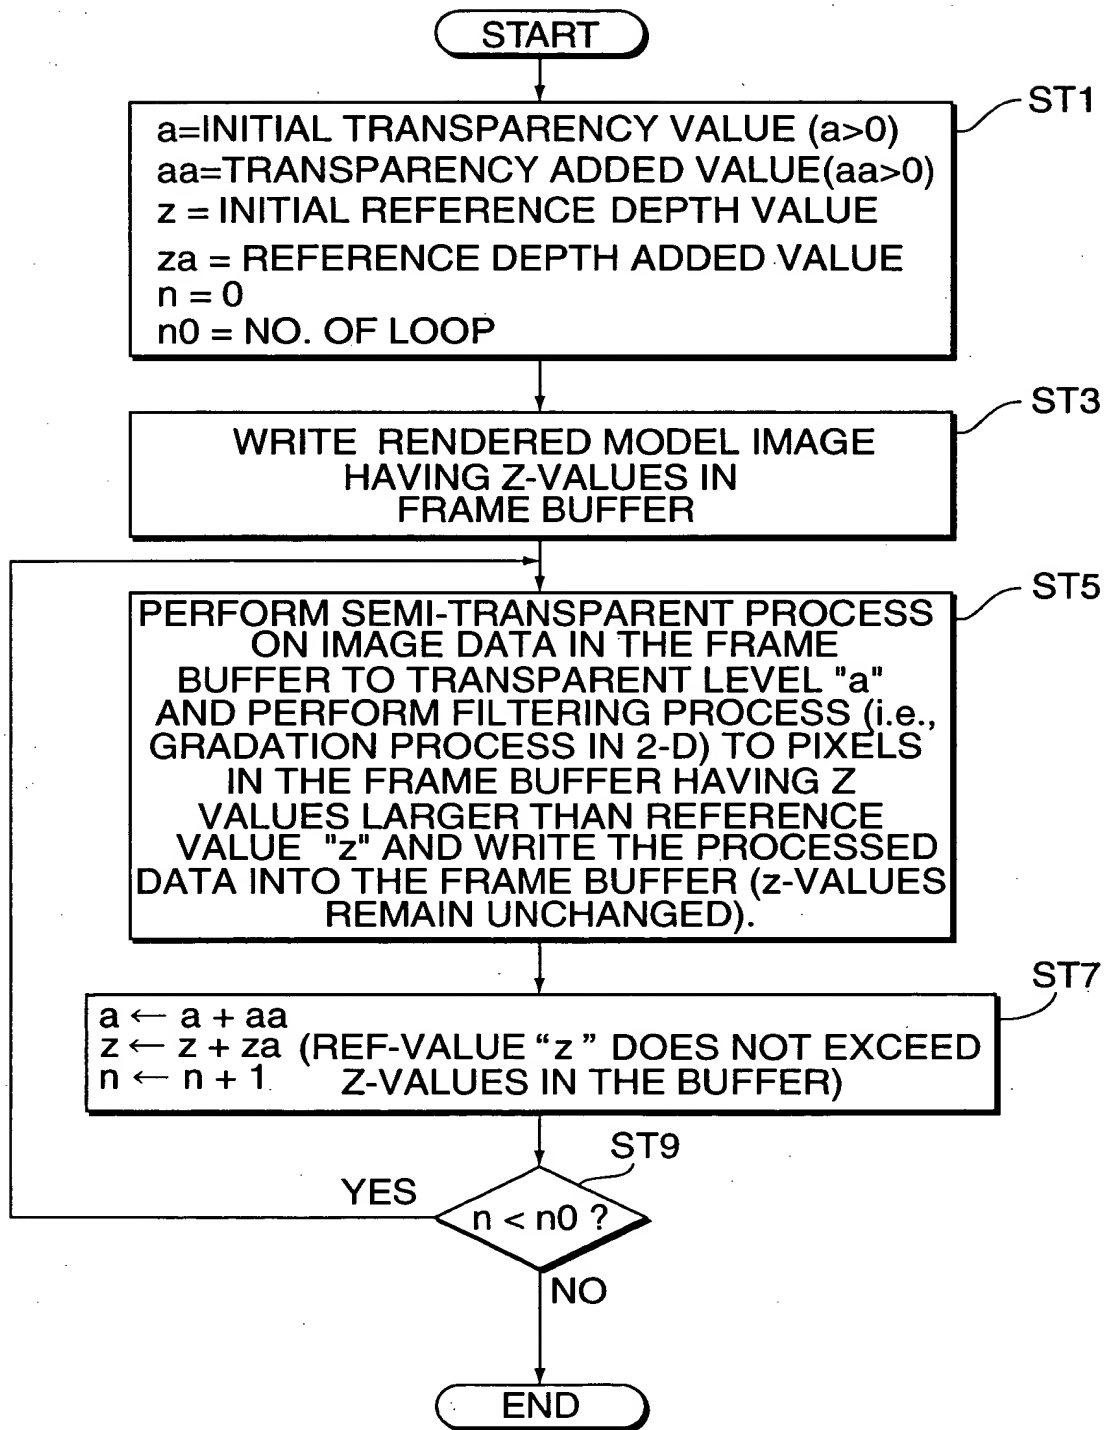 START
ST1
a=INITIAL TRANSPARENCY VALUE (a>0)
aa=TRANSPARENCY ADDED VALUE(aa>0)
z = INITIAL REFERENCE DEPTH VALUE
za = REFERENCE DEPTH ADDED VALUE
n = 0
n0 = NO. OF LOOP
ST3
WRITE RENDERED MODEL IMAGE
HAVING Z-VALUES IN
FRAME BUFFER
ST5
PERFORM SEMI-TRANSPARENT PROCESS
ON IMAGE DATA IN THE FRAME
BUFFER TO TRANSPARENT LEVEL "a"
AND PERFORM FILTERING PROCESS (i.e.,
GRADATION PROCESS IN 2-D) TO PIXELS
IN THE FRAME BUFFER HAVING Z
VALUES LARGER THAN REFERENCE
VALUE "z" AND WRITE THE PROCESSED
DATA INTO THE FRAME BUFFER (z-VALUES
REMAIN UNCHANGED).
ST7
a ← a + aa
z ← z + za (REF-VALUE “z” DOES NOT EXCEED
n ← n + 1 Z-VALUES IN THE BUFFER)
ST9
YES
n < n0 ?
NO
END